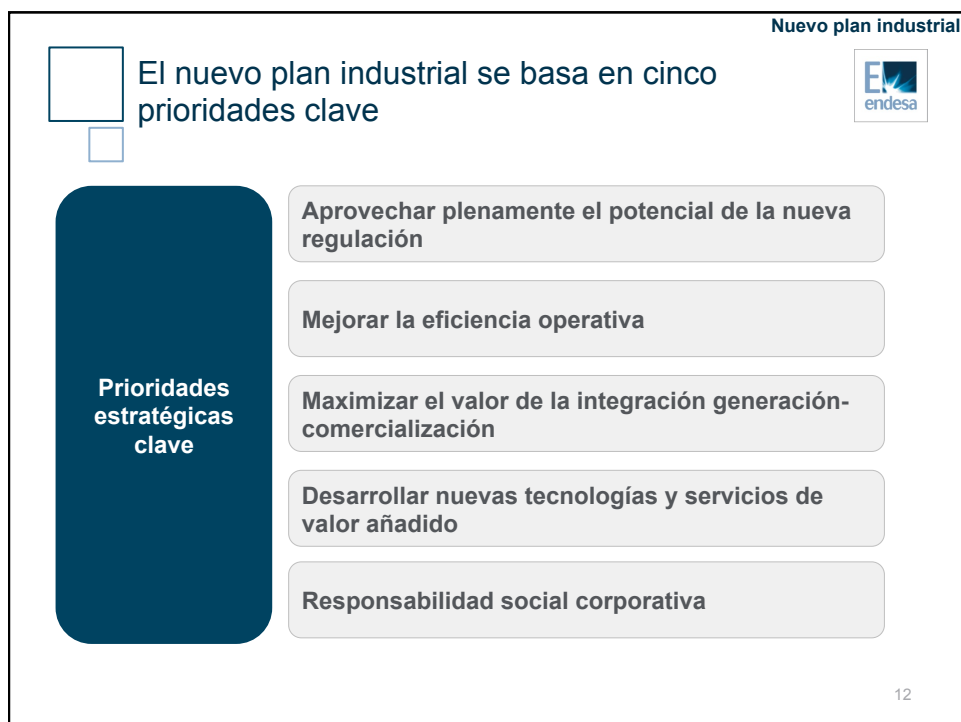 Nuevo plan industrial
El nuevo plan industrial se basa en cinco
prioridades clave
endesa
Prioridades
estratégicas
clave
Aprovechar plenamente el potencial de la nueva
regulación
Mejorar la eficiencia operativa
Maximizar el valor de la integración generación-
comercialización
Desarrollar nuevas tecnologías y servicios de
valor añadido
Responsabilidad social corporativa
12